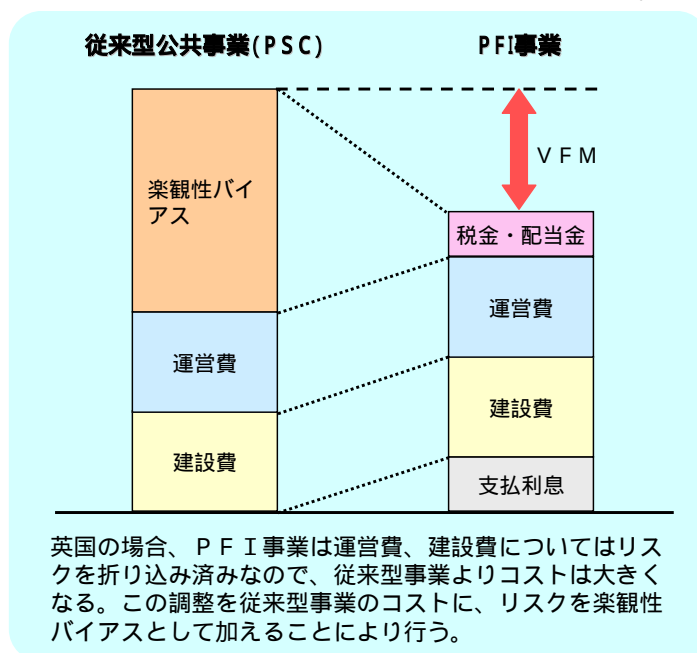 従来型公共事業(PSC)
PFI事業
VFM
楽観性バイ
アス
税金・配当金
運営費
運営費
建設費
建設費
支払利息
英国の場合、PFI事業は運営費、建設費についてはリス
クを折り込み済みなので、従来型事業よりコストは大きく
なる。この調整を従来型事業のコストに、リスクを楽観性
バイアスとして加えることにより行う。